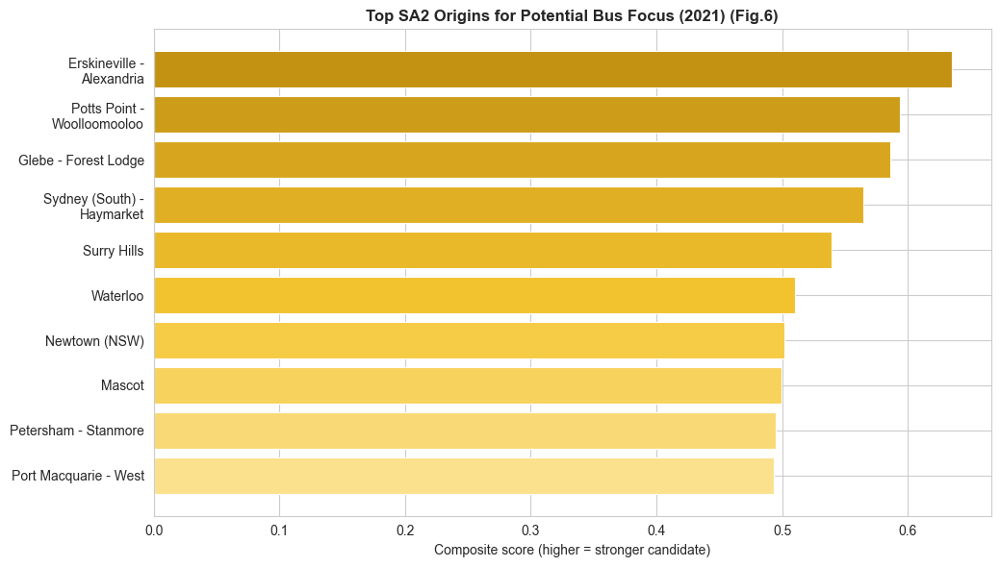 Top SA2 Origins for Potential Bus Focus (2021) (Fig.6)
Erskineville -
Alexandria
Potts Point -
Woolloomooloo
Glebe - Forest Lodge
Sydney (South) -
Haymarket
Surry Hills
Waterloo
Newtown (NSW)
Mascot
Petersham - Stanmore
Port Macquarie - West
0.0 0.1 0.2 0.3 0.4 0.5 0.6
Composite score (higher = stronger candidate)